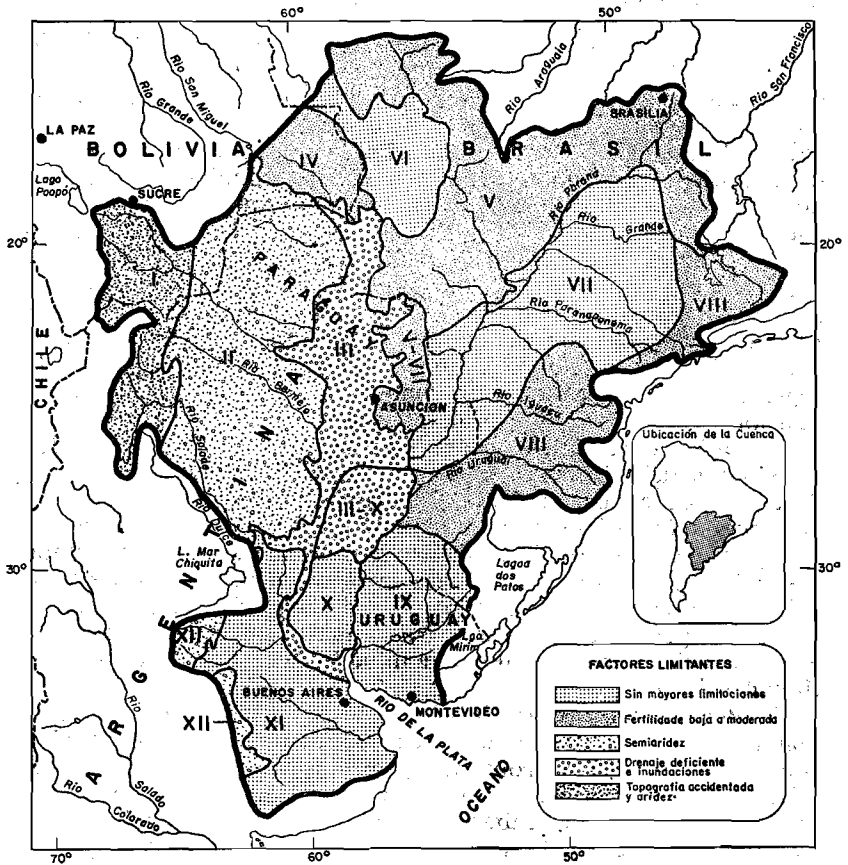 60°
50°
Rio San Miguel
Rio Grande
LA PAZ
BOLIVIA
Lago Poopó
SUCRE
Rio Araguaia
Rio San Francisco
BRASILIA
BRASIL
IV
VI
V
Rio Paraná
Rio Grande
20°
20°
I
PARAGUAY
VII
VIII
Rio Paranapanema
CHILE
II
III
V-VII
Rio Bermejo
ASUNCION
Rio Iguazu
VIII
Rio Salado
Rio Uruguai
Ubicación de la Cuenca
III-X
Rio Dulce
L. Mar Chiquita
30°
30°
Lagoa dos Patos
X
IX
URUGUAY
Lga Mirim
XII
ARGENTINA
BUENOS AIRES
MONTEVIDEO
RIO DE LA PLATA
XII
XI
OCEANO
Rio Salado
Rio Colorado
FACTORES LIMITANTES
Sin mayores limitaciones
Fertilidade baja a moderada
Semiaridez
Drenaje deficiente
e inundaciones
Topografía accidentada
y aridez
70°
60°
50°